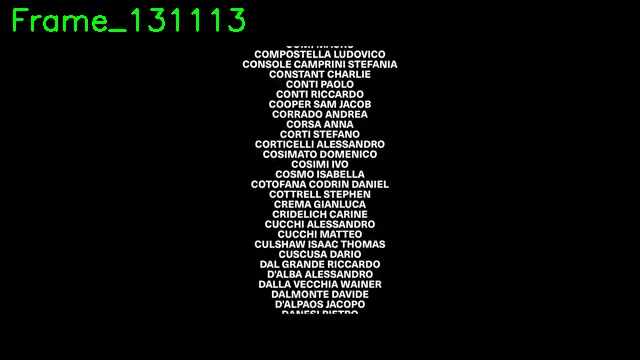 Frame_131113
COMPOSTELLA LUDOVICO
CONSOLE CAMPRINI STEFANIA
CONSTANT CHARLIE
CONTI PAOLO
CONTI RICCARDO
COOPER SAM JACOB
CORRADO ANDREA
CORSA ANNA
CORTI STEFANO
CORTICELLI ALESSANDRO
COSIMATO DOMENICO
COSIMI IVO
COSMO ISABELLA
COTOFANA CODRIN DANIEL
COTTRELL STEPHEN
CREMA GIANLUCA
CRIDELICH CARINE
CUCCHI ALESSANDRO
CUCCHI MATTEO
CULSHAW ISAAC THOMAS
CUSCUSA DARIO
DAL GRANDE RICCARDO
D'ALBA ALESSANDRO
DALLA VECCHIA WAINER
DALMONTE DAVIDE
D'ALPAOS JACOPO
DANESI PIETRO